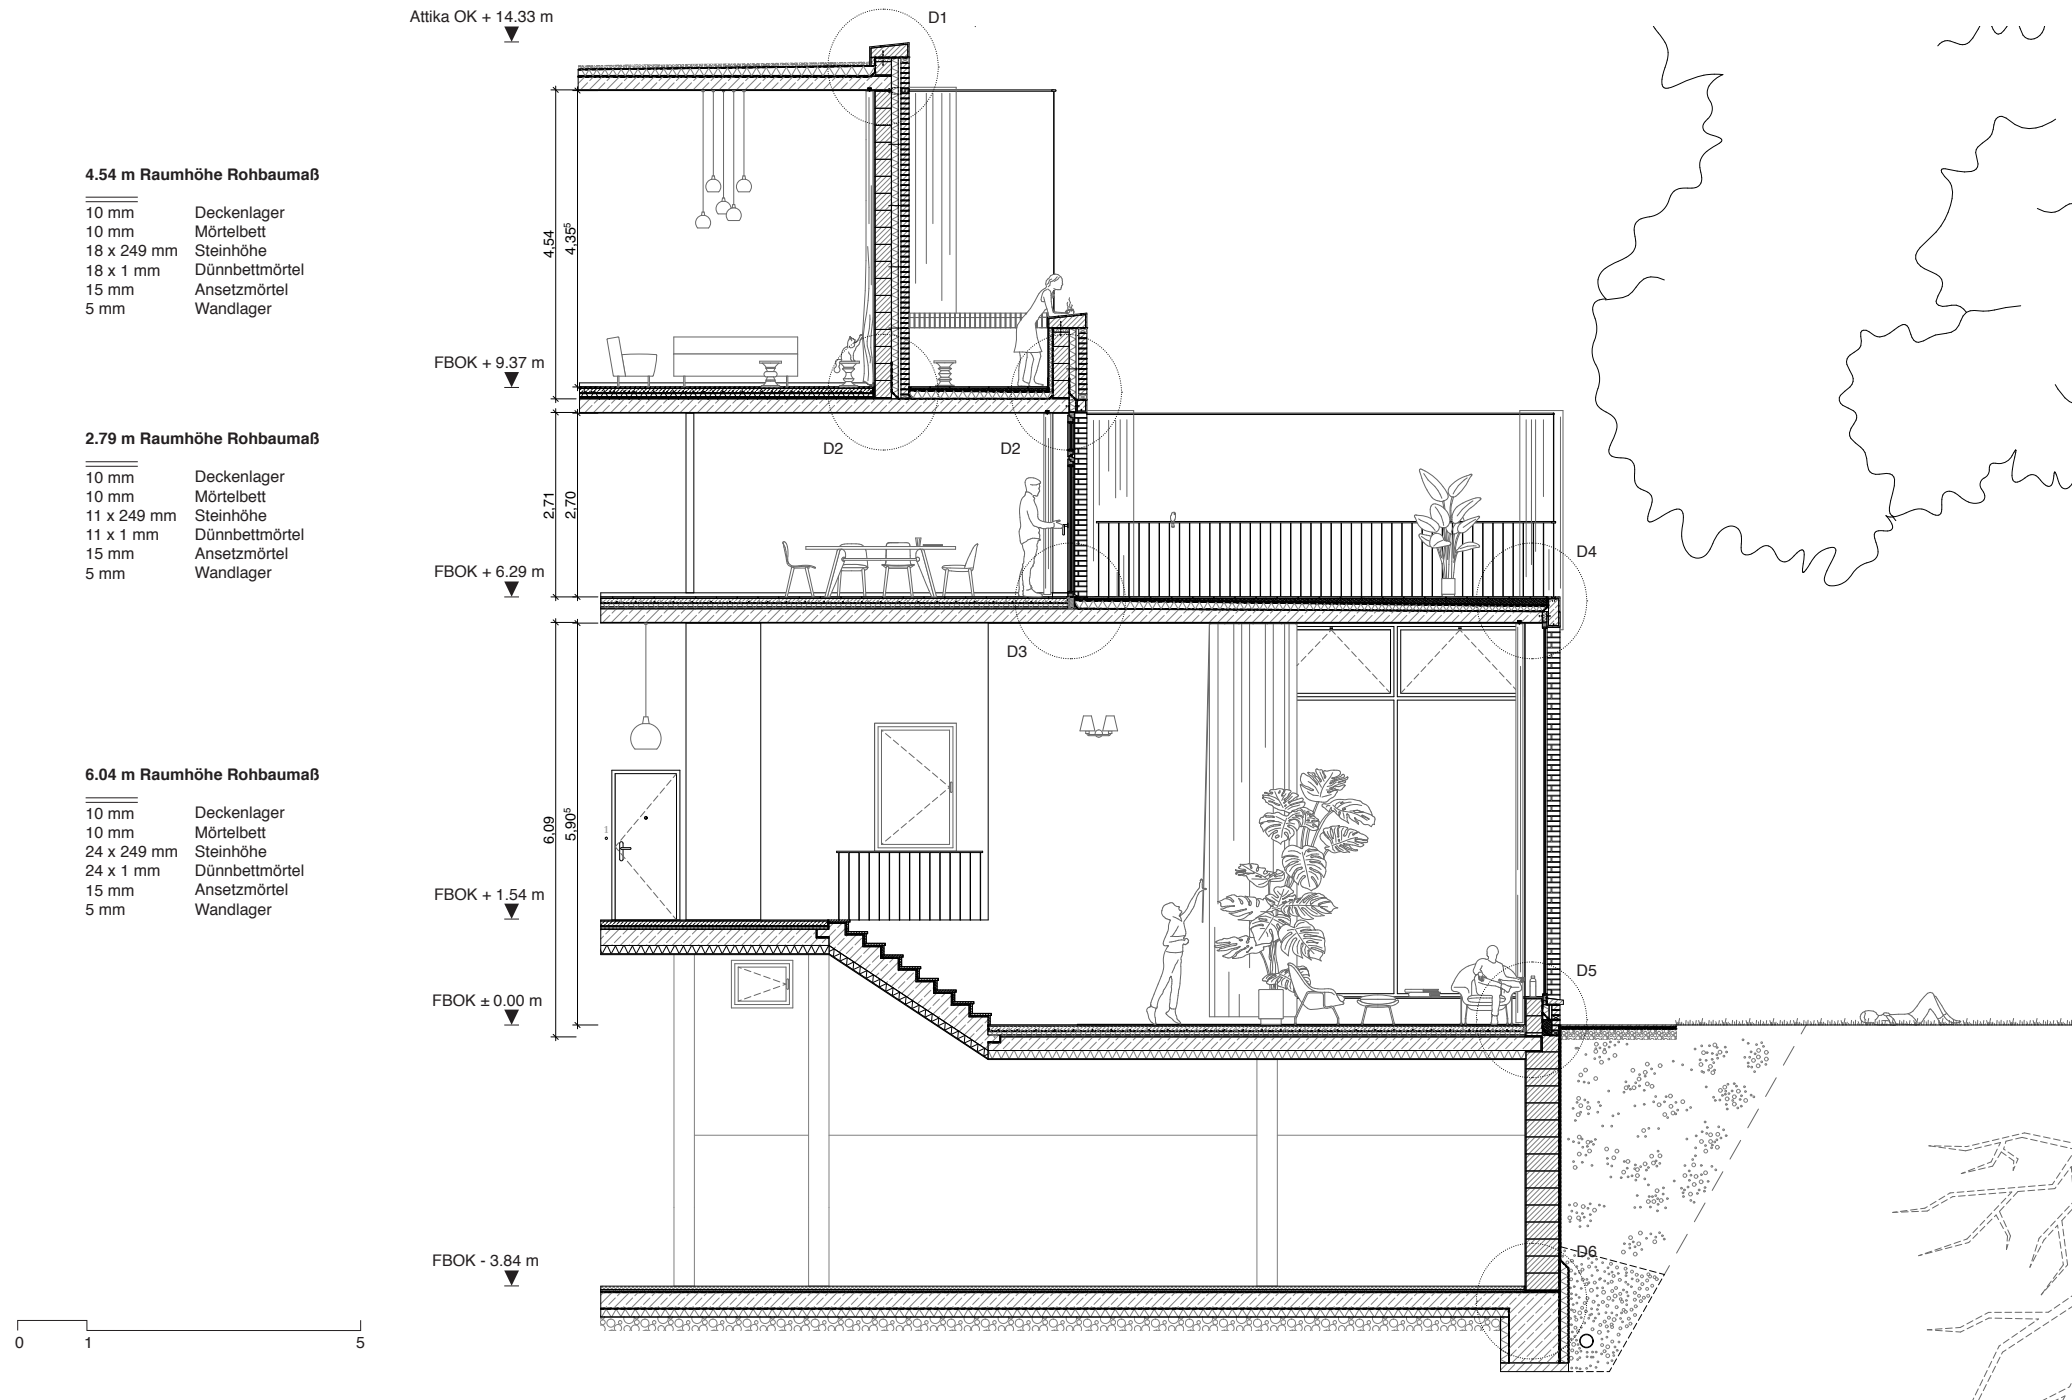 Attika OK + 14.33 m
D1
4.54 m Raumhöhe Rohbaumaß
10 mm Deckenlager
10 mm Mörtelbett
18 x 249 mm Steinhöhe
18 x 1 mm Dünnbettmörtel
15 mm Ansetzmörtel
5 mm Wandlager
4,54
4,35⁵
FBOK + 9.37 m
D2
D2
2.79 m Raumhöhe Rohbaumaß
10 mm Deckenlager
10 mm Mörtelbett
11 x 249 mm Steinhöhe
11 x 1 mm Dünnbettmörtel
15 mm Ansetzmörtel
5 mm Wandlager
2,71
2,70
FBOK + 6.29 m
D4
D3
6.04 m Raumhöhe Rohbaumaß
10 mm Deckenlager
10 mm Mörtelbett
24 x 249 mm Steinhöhe
24 x 1 mm Dünnbettmörtel
15 mm Ansetzmörtel
5 mm Wandlager
6,09
5,90⁵
FBOK + 1.54 m
D5
FBOK ± 0.00 m
D6
FBOK - 3.84 m
0 1 5